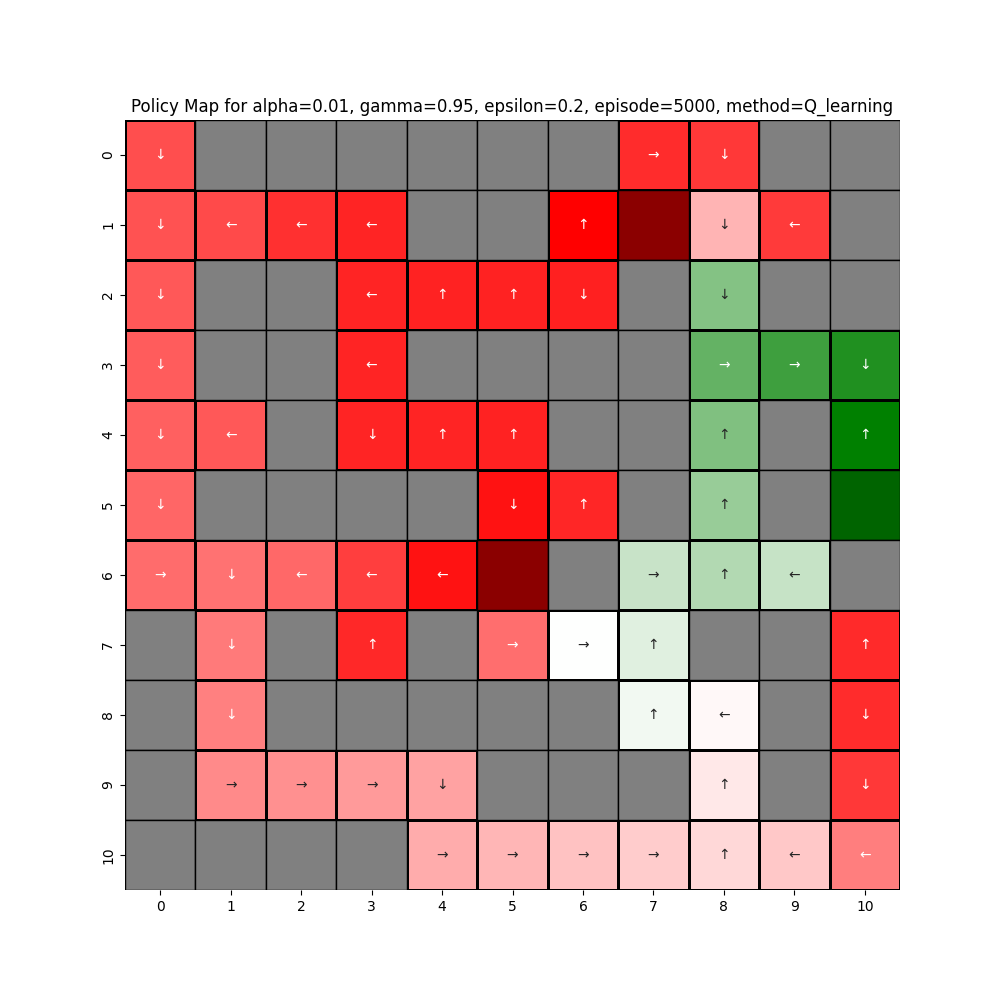 Policy Map for alpha=0.01, gamma=0.95, epsilon=0.2, episode=5000, method=Q_learning
0 ↓ → ↓
1 ↓ ← ← ← ↑ ↓ ←
2 ↓ ← ↑ ↑ ↓ ↓
3 ↓ ← → → ↓
4 ↓ ← ↓ ↑ ↑ ↑ ↑
5 ↓ ↓ ↑ ↑
6 → ↓ ← ← ← → ↑ ←
7 ↓ ↑ → → ↑ ↑
8 ↓ ↑ ← ↓
9 → → → ↓ ↑ ↓
10 → → → → ↑ ← ←
0 1 2 3 4 5 6 7 8 9 10